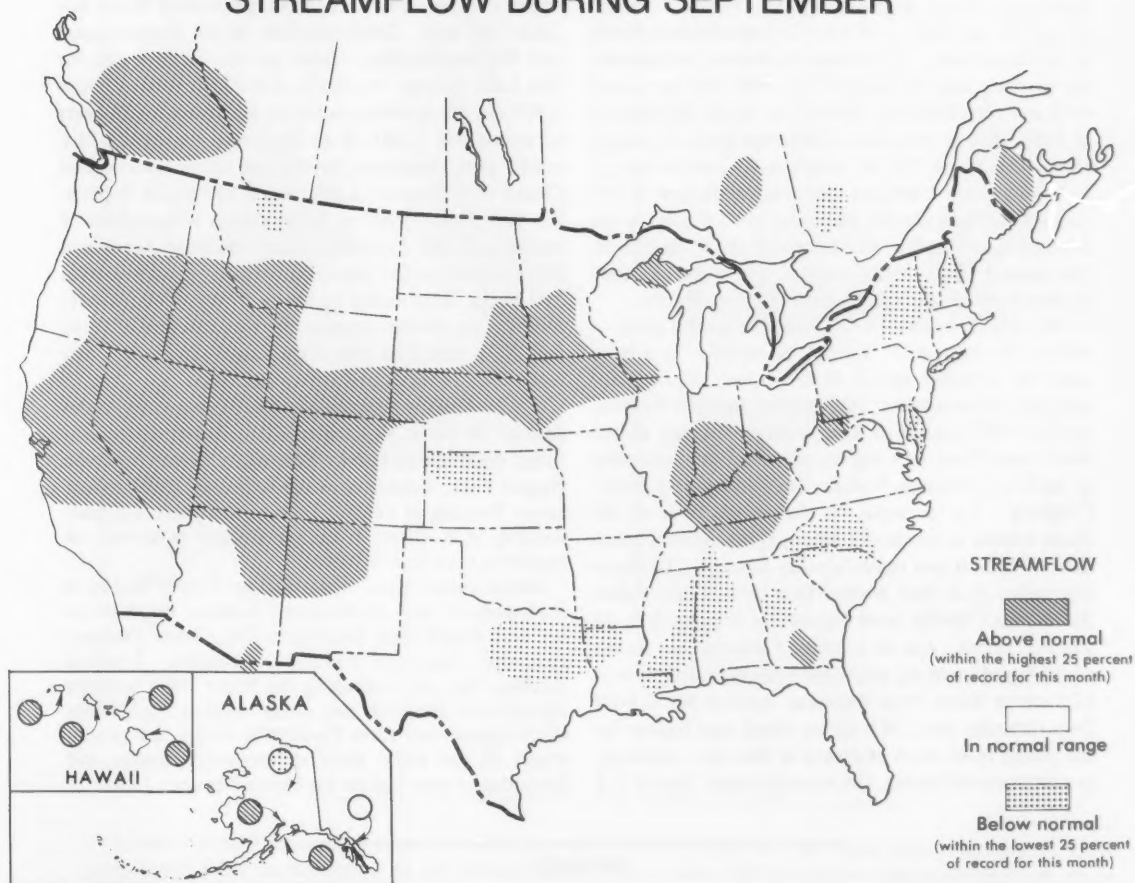 STREAMFLOW DURING SEPTEMBER
STREAMFLOW
Above normal
(within the highest 25 percent
of record for this month)
In normal range
Below normal
(within the lowest 25 percent
of record for this month)
ALASKA
HAWAII